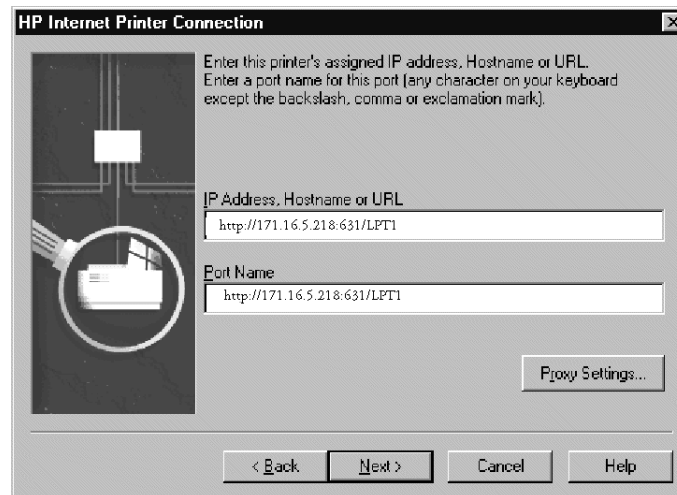 HP Internet Printer Connection
Enter this printer's assigned IP address, Hostname or URL.
Enter a port name for this port (any character on your keyboard
except the backslash, comma or exclamation mark).
IP Address, Hostname or URL
http://171.16.5.218:631/LPT1
Port Name
http://171.16.5.218:631/LPT1
Proxy Settings...
< Back
Next >
Cancel
Help